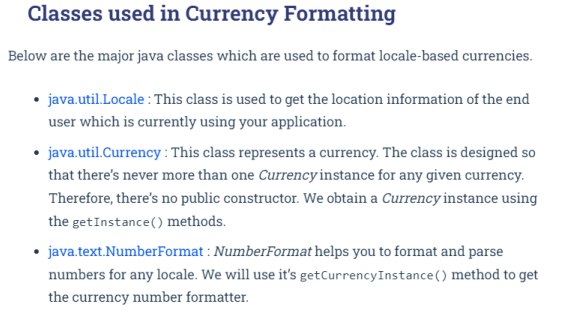 Classes used in Currency Formatting
Below are the major java classes which are used to format locale-based currencies.
• java.util.Locale : This class is used to get the location information of the end
user which is currently using your application.
• java.util.Currency : This class represents a currency. The class is designed so
that there's never more than one Currency instance for any given currency.
Therefore, there's no public constructor. We obtain a Currency instance using
the getInstance() methods.
• java.text.NumberFormat : NumberFormat helps you to format and parse
numbers for any locale. We will use it's getCurrencyInstance() method to get
the currency number formatter.